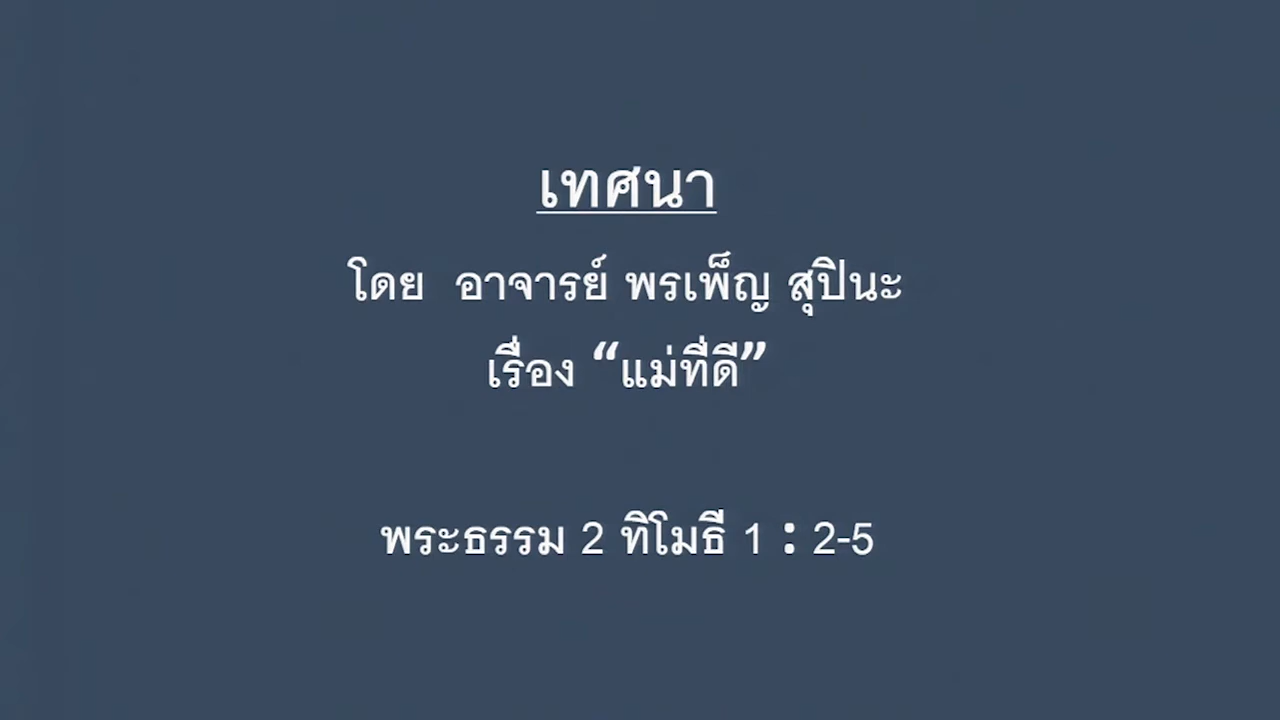 เทศนา
โดย อาจารย์ พรเพ็ญ สุปินะ
เรื่อง “แม่ที่ดี”
พระธรรม 2 ทิโมธี 1 : 2-5